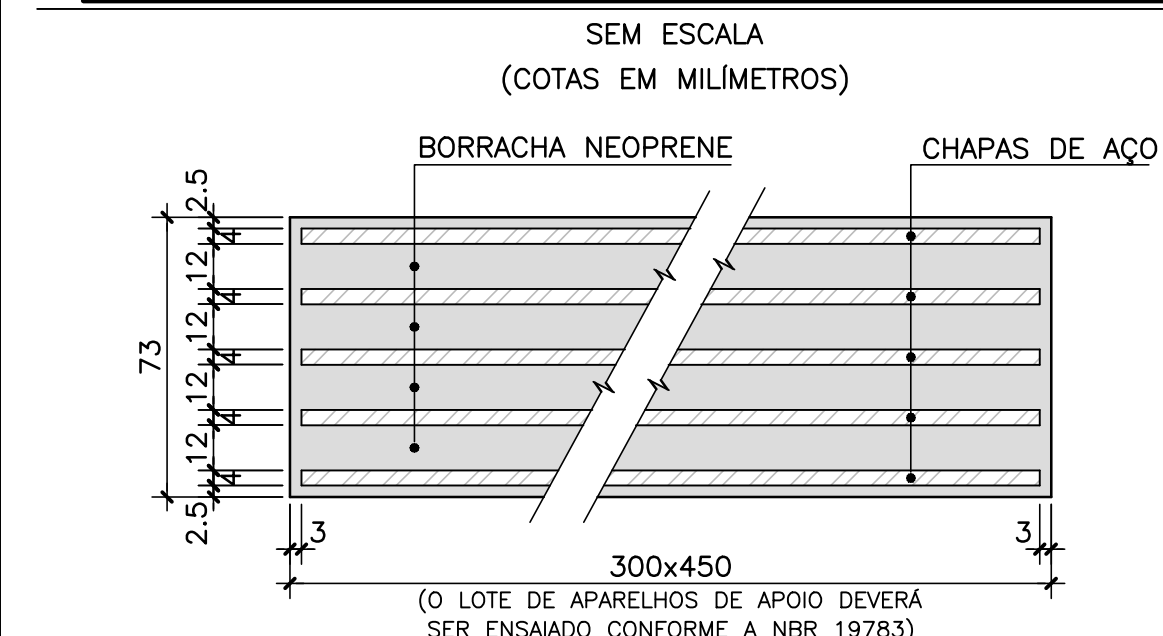 SEM ESCALA
(COTAS EM MILÍMETROS)
BORRACHA NEOPRENE
CHAPAS DE AÇO
2.5
4
12
4
12
4
12
4
12
4
2.5
73
3
3
300x450
(O LOTE DE APARELHOS DE APOIO DEVERÁ
SER ENSAIADO CONFORME A NBR 19783)